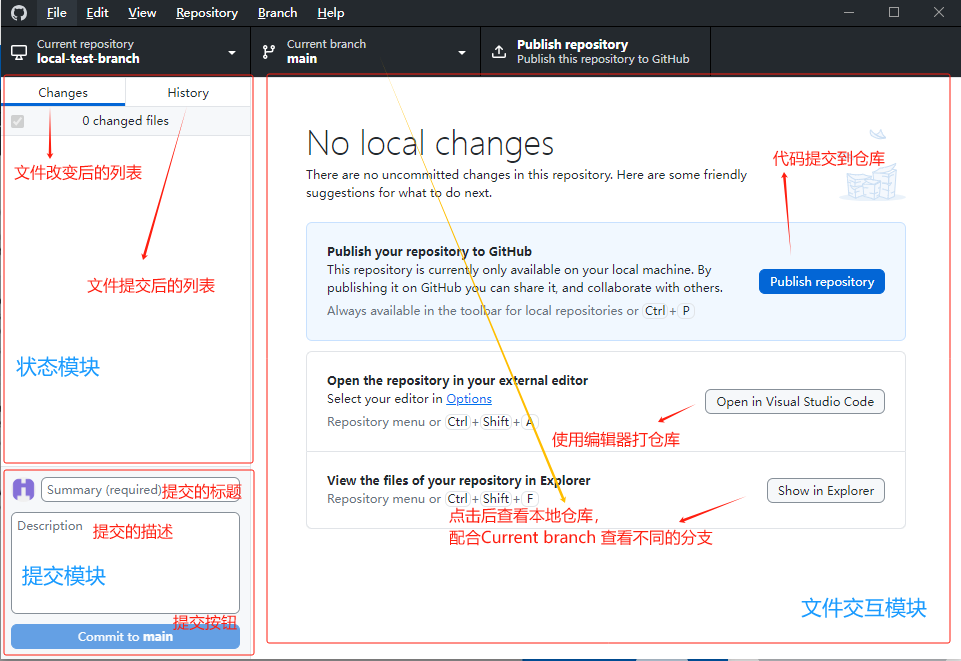 File Edit View Repository Branch Help
Current repository
local-test-branch
Current branch
main
Publish repository
Publish this repository to GitHub
Changes
History
0 changed files
文件改变后的列表
文件提交后的列表
状态模块
Summary (required)
提交的标题
Description
提交的描述
提交模块
提交按钮
Commit to main
No local changes
There are no uncommitted changes in this repository. Here are some friendly
suggestions for what to do next.
代码提交到仓库
Publish your repository to GitHub
This repository is currently only available on your local machine. By
publishing it on GitHub you can share it, and collaborate with others.
Always available in the toolbar for local repositories or Ctrl + P
Publish repository
Open the repository in your external editor
Select your editor in Options
Repository menu or Ctrl + Shift + A
Open in Visual Studio Code
使用编辑器打仓库
View the files of your repository in Explorer
Repository menu or Ctrl + Shift + F
Show in Explorer
点击后查看本地仓库，
配合Current branch 查看不同的分支
文件交互模块